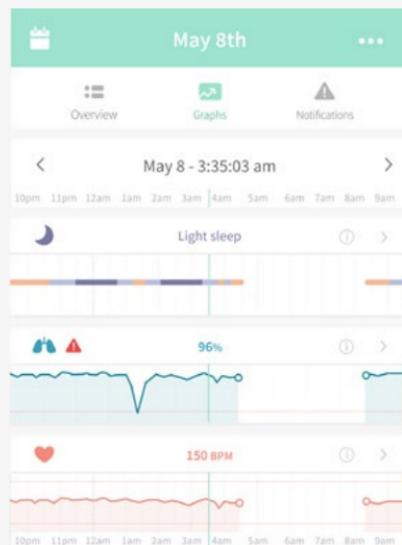 May 8th
Overview Graphs Notifications
May 8 - 3:35:03 am
10pm 11pm 12am 1am 2am 3am 4am 5am 6am 7am 8am 9am
Light sleep
96%
150 BPM
10pm 11pm 12am 1am 2am 3am 4am 5am 6am 7am 8am 9am